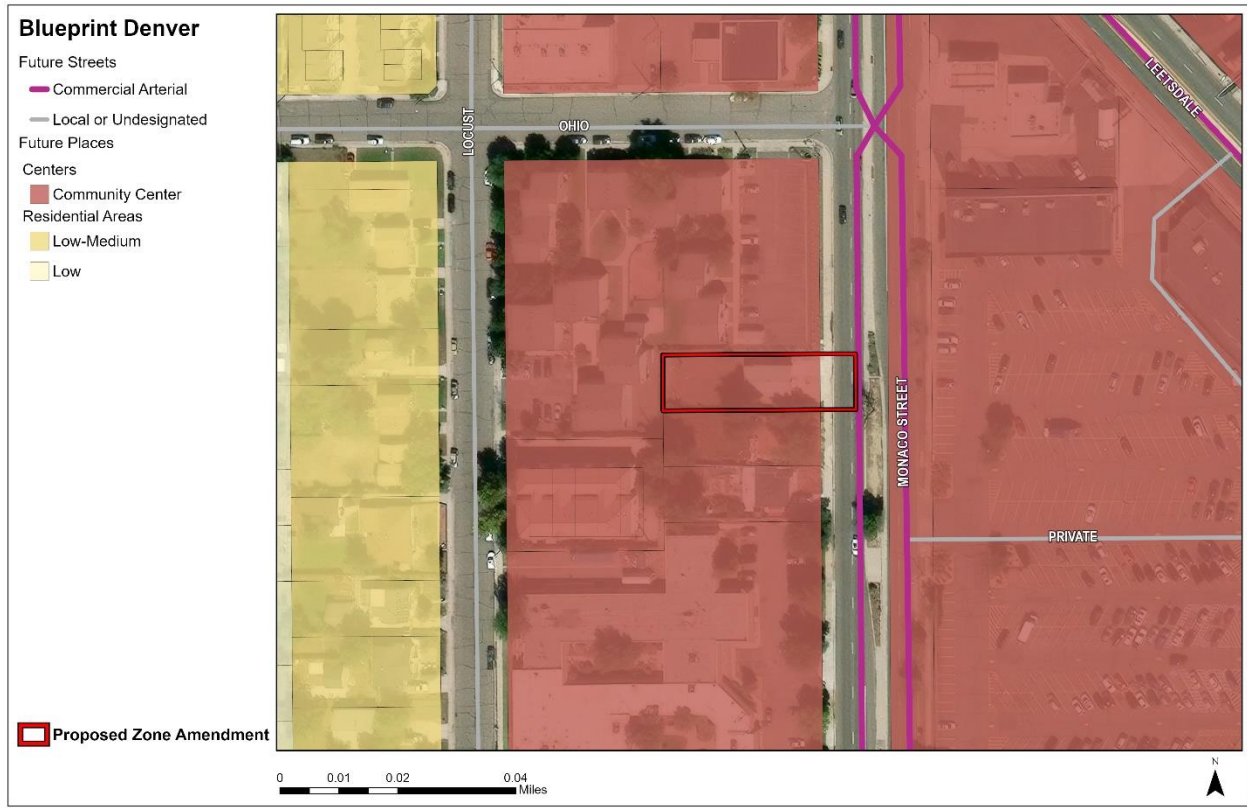 Blueprint Denver
Future Streets
Commercial Arterial
Local or Undesignated
Future Places
Centers
Community Center
Residential Areas
Low-Medium
Low
Proposed Zone Amendment
LOCUST
OHIO
LEETSDALE
MONACO STREET
PRIVATE
0 0.01 0.02 0.04
Miles
N